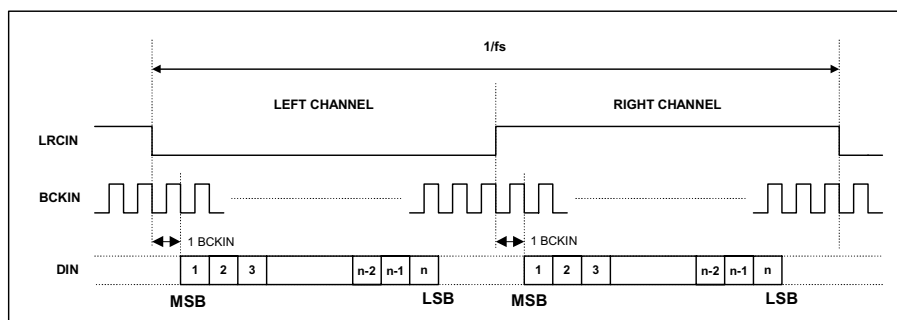 1/fs
LEFT CHANNEL RIGHT CHANNEL
LRCIN
BCKIN
1 BCKIN 1 BCKIN
DIN 1 2 3 n-2 n-1 n 1 2 3 n-2 n-1 n
MSB LSB MSB LSB